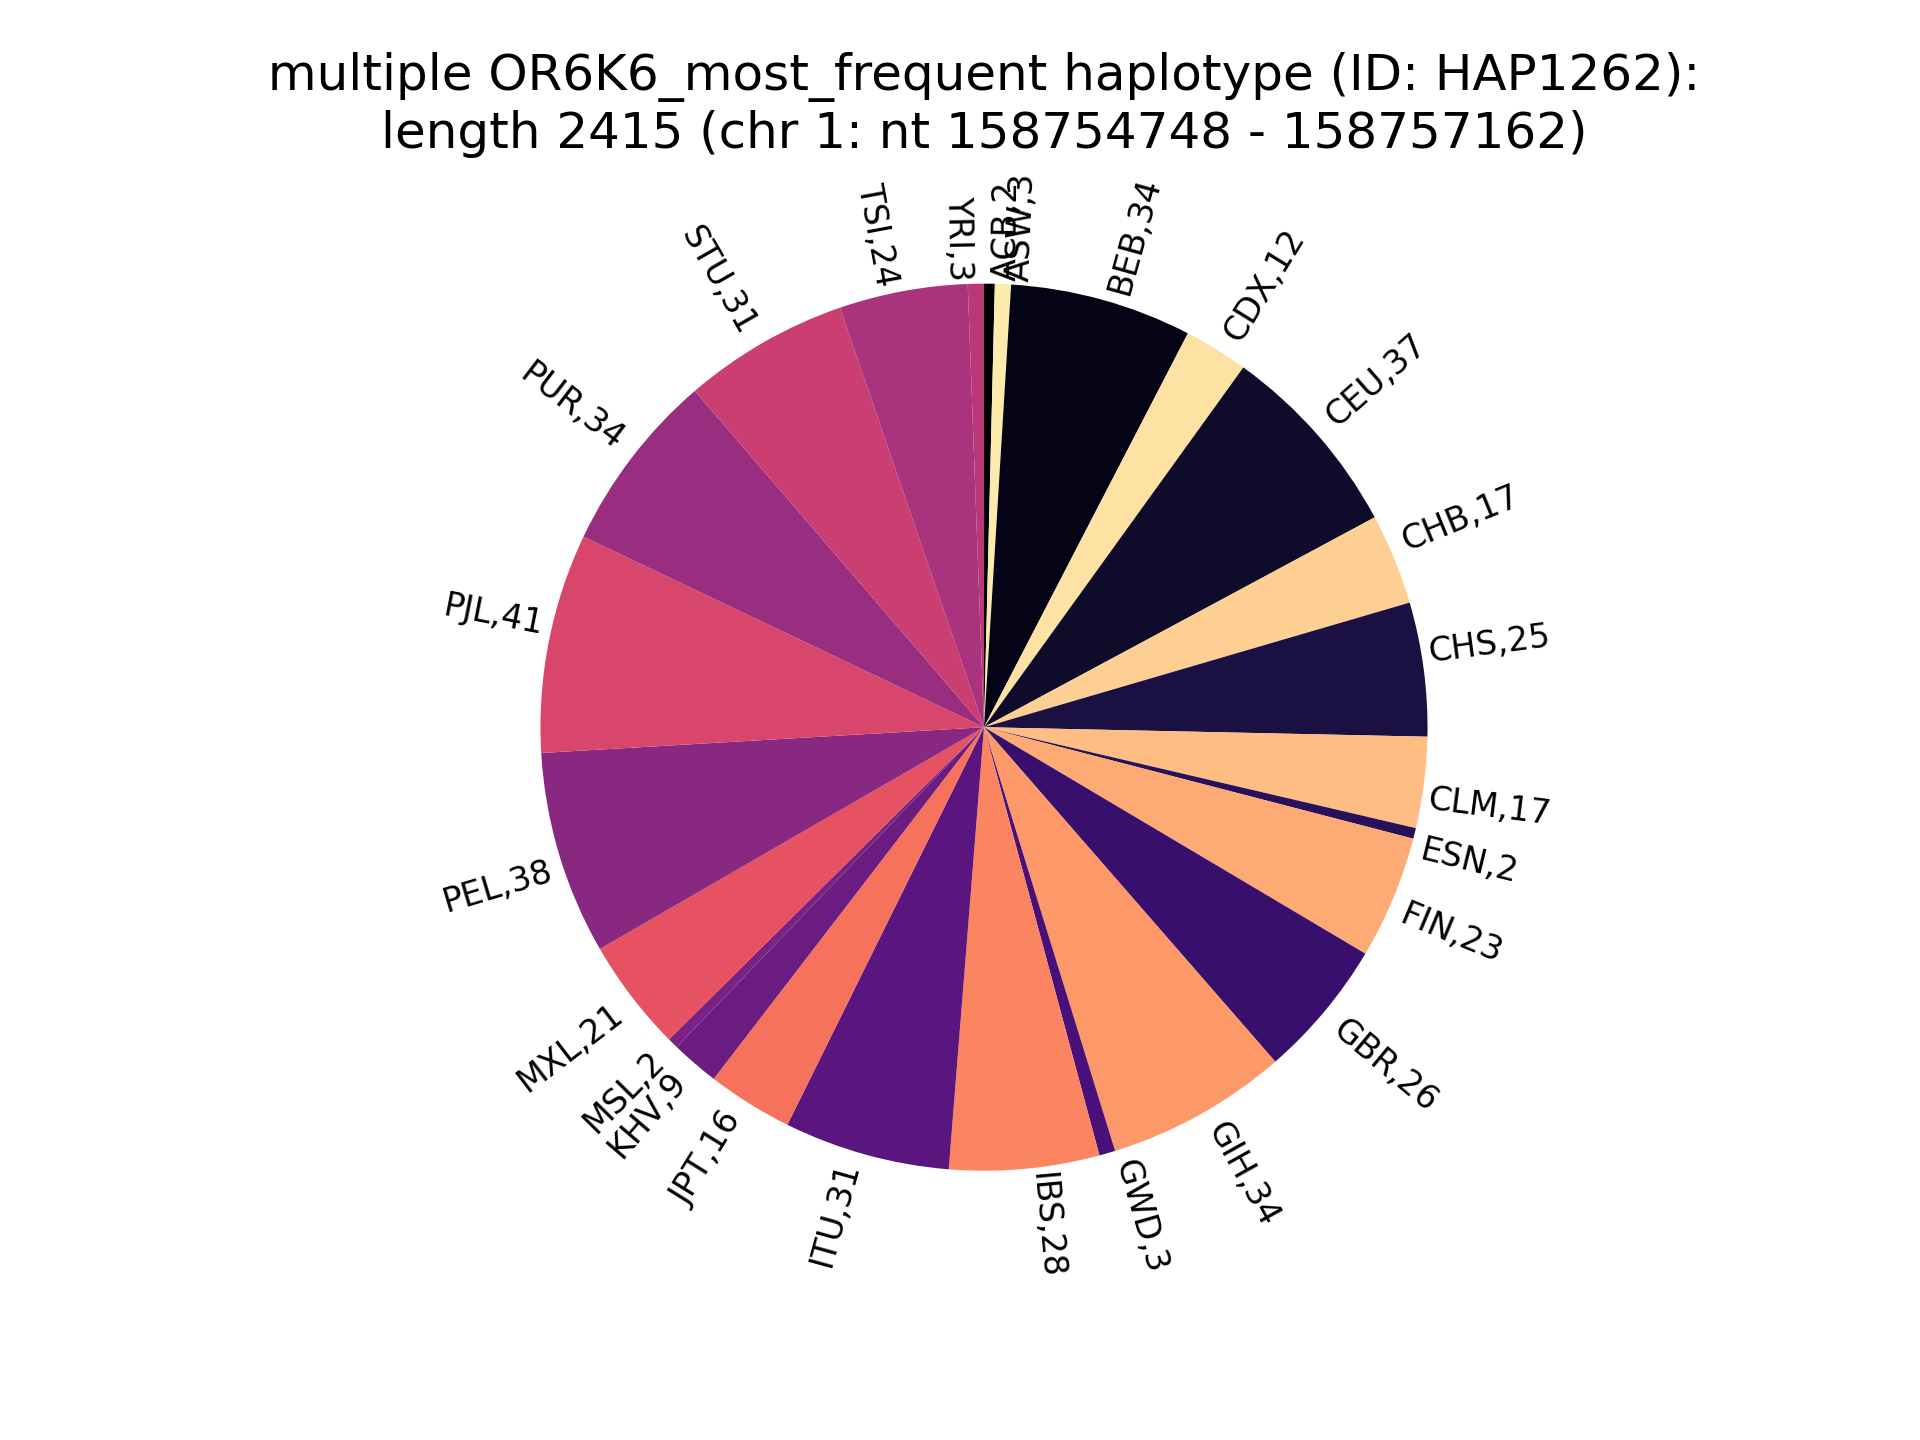 multiple OR6K6_most_frequent haplotype (ID: HAP1262):
length 2415 (chr 1: nt 158754748 - 158757162)
ACB,2
ASW,3
BEB,34
CDX,12
CEU,37
CHB,17
CHS,25
CLM,17
ESN,2
FIN,23
GBR,26
GIH,34
GWD,3
IBS,28
ITU,31
JPT,16
KHV,9
MSL,2
MXL,21
PEL,38
PJL,41
PUR,34
STU,31
TSI,24
YRI,3